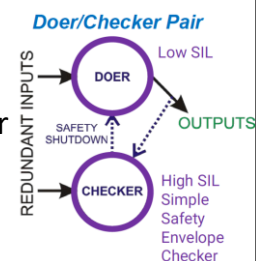 Doer/Checker Pair
Low SIL
DOER
REDUNDANT INPUTS
r
SAFETY
SHUTDOWN
OUTPUTS
CHECKER
High SIL
Simple
Safety
Envelope
Checker